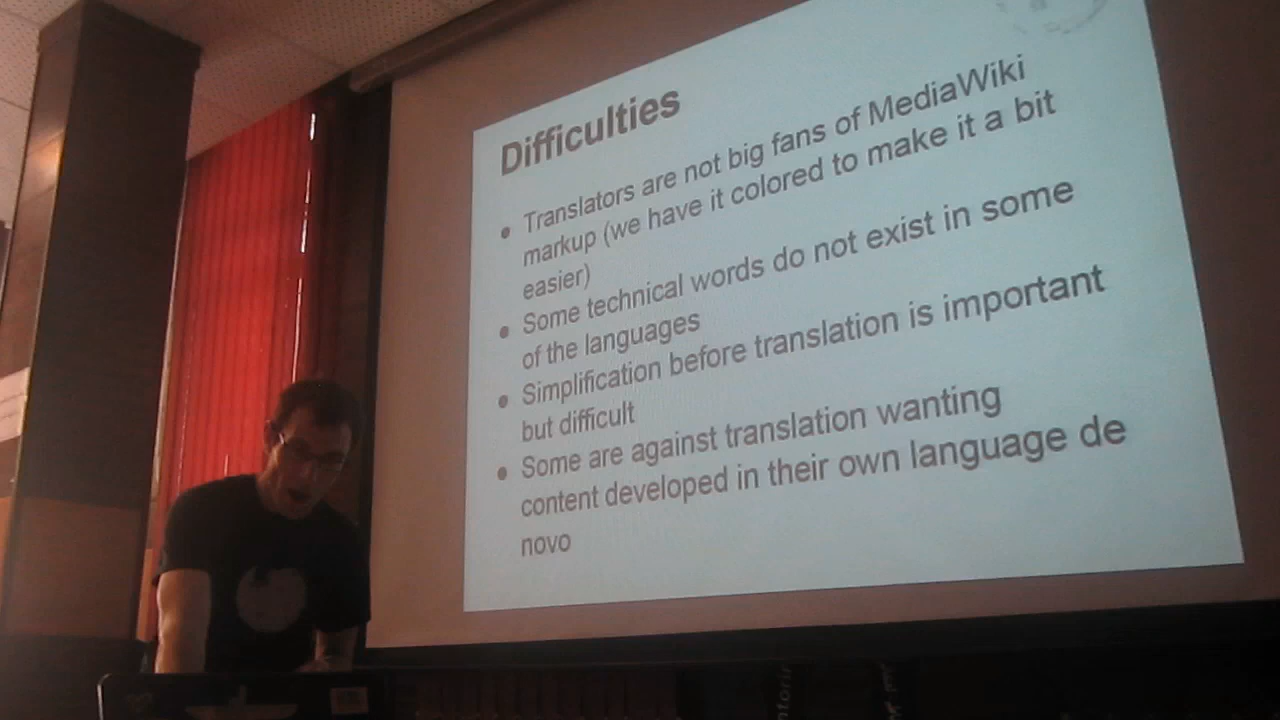 Difficulties
• Translators are not big fans of MediaWiki
markup (we have it colored to make it a bit
easier)
• Some technical words do not exist in some
of the languages
• Simplification before translation is important
but difficult
• Some are against translation wanting
content developed in their own language de
novo